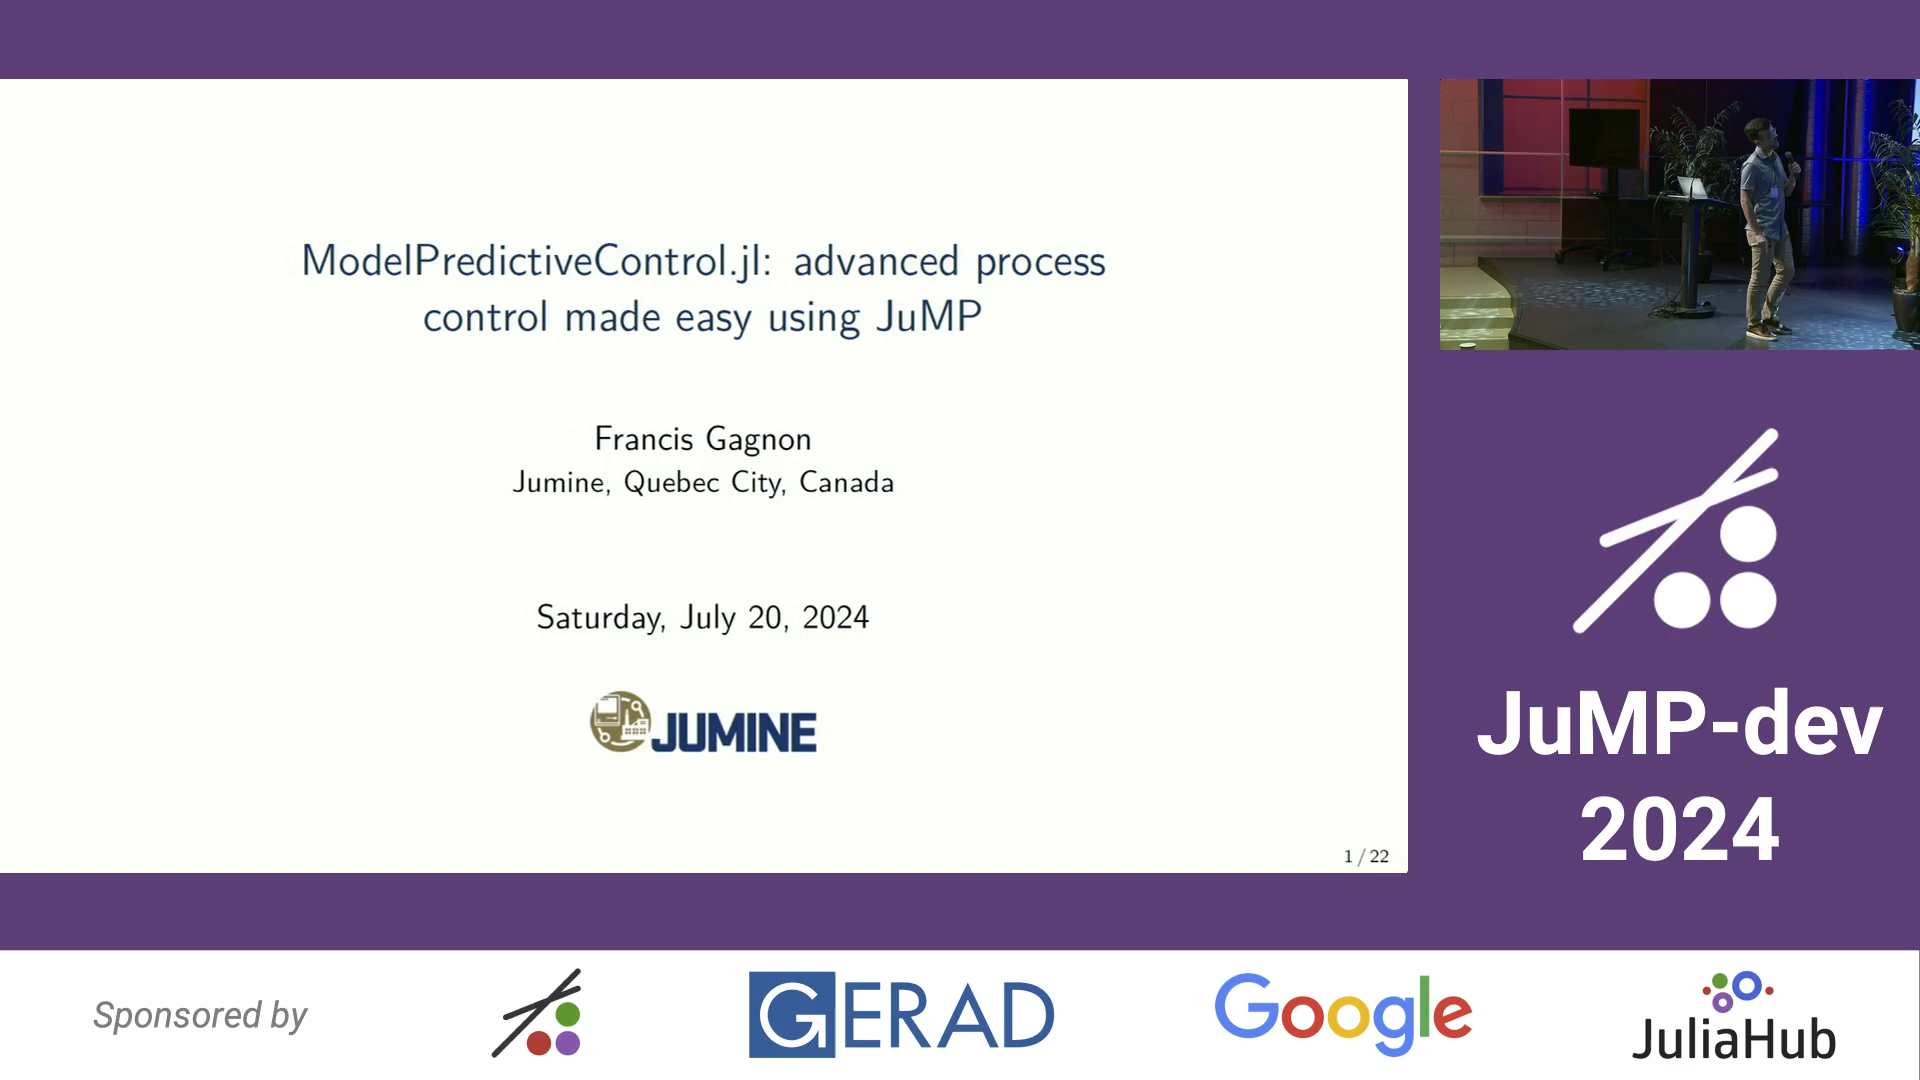 ModelPredictiveControl.jl: advanced process
control made easy using JuMP
Francis Gagnon
Jumine, Quebec City, Canada
Saturday, July 20, 2024
JUMINE
1 / 22
JuMP-dev
2024
Sponsored by
GERAD
Google
JuliaHub